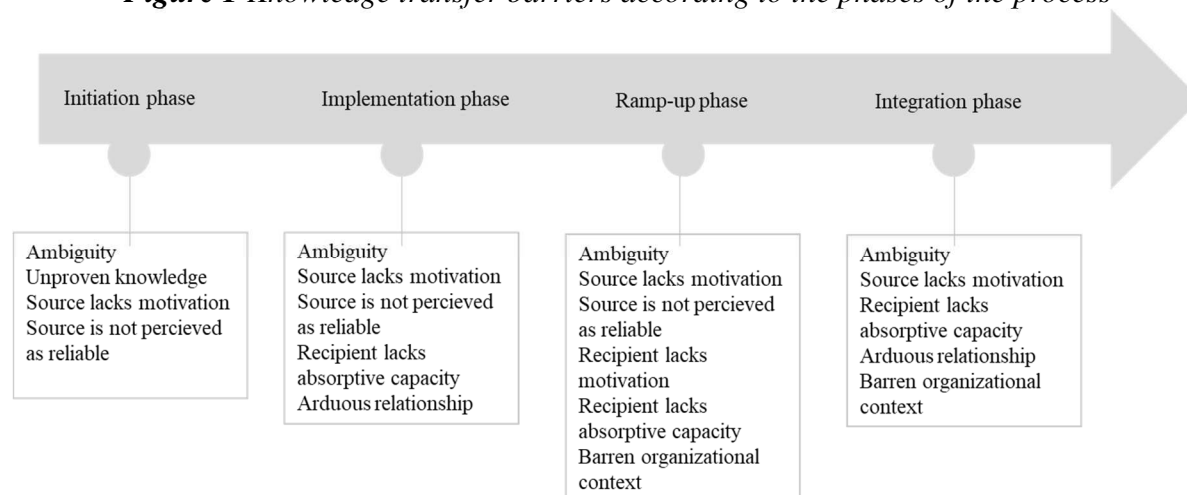 Figure 1 Knowledge transfer barriers according to the phases of the process
Initiation phase
Implementation phase
Ramp-up phase
Integration phase
Ambiguity
Unproven knowledge
Source lacks motivation
Source is not percieved
as reliable
Ambiguity
Source lacks motivation
Source is not percieved
as reliable
Recipient lacks
absorptive capacity
Arduous relationship
Ambiguity
Source lacks motivation
Source is not percieved
as reliable
Recipient lacks
motivation
Recipient lacks
absorptive capacity
Barren organizational
context
Ambiguity
Source lacks motivation
Recipient lacks
absorptive capacity
Arduous relationship
Barren organizational
context